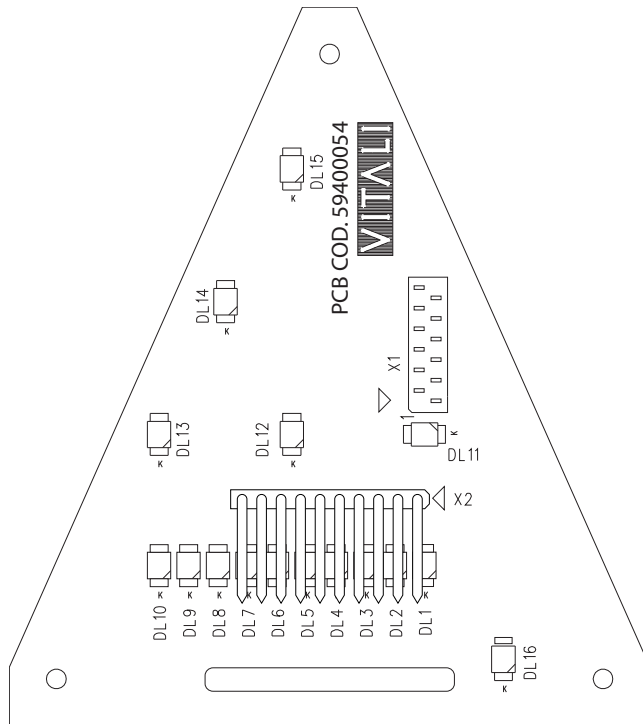 DL15
K
PCB COD. 59400054
VITALI
DL14
K
X1
1
DL13
K
DL12
K
K
DL11
X2
K
K
K
K
K
K
K
DL10
DL9
DL8
DL7
DL6
DL5
DL4
DL3
DL2
DL1
DL16
K